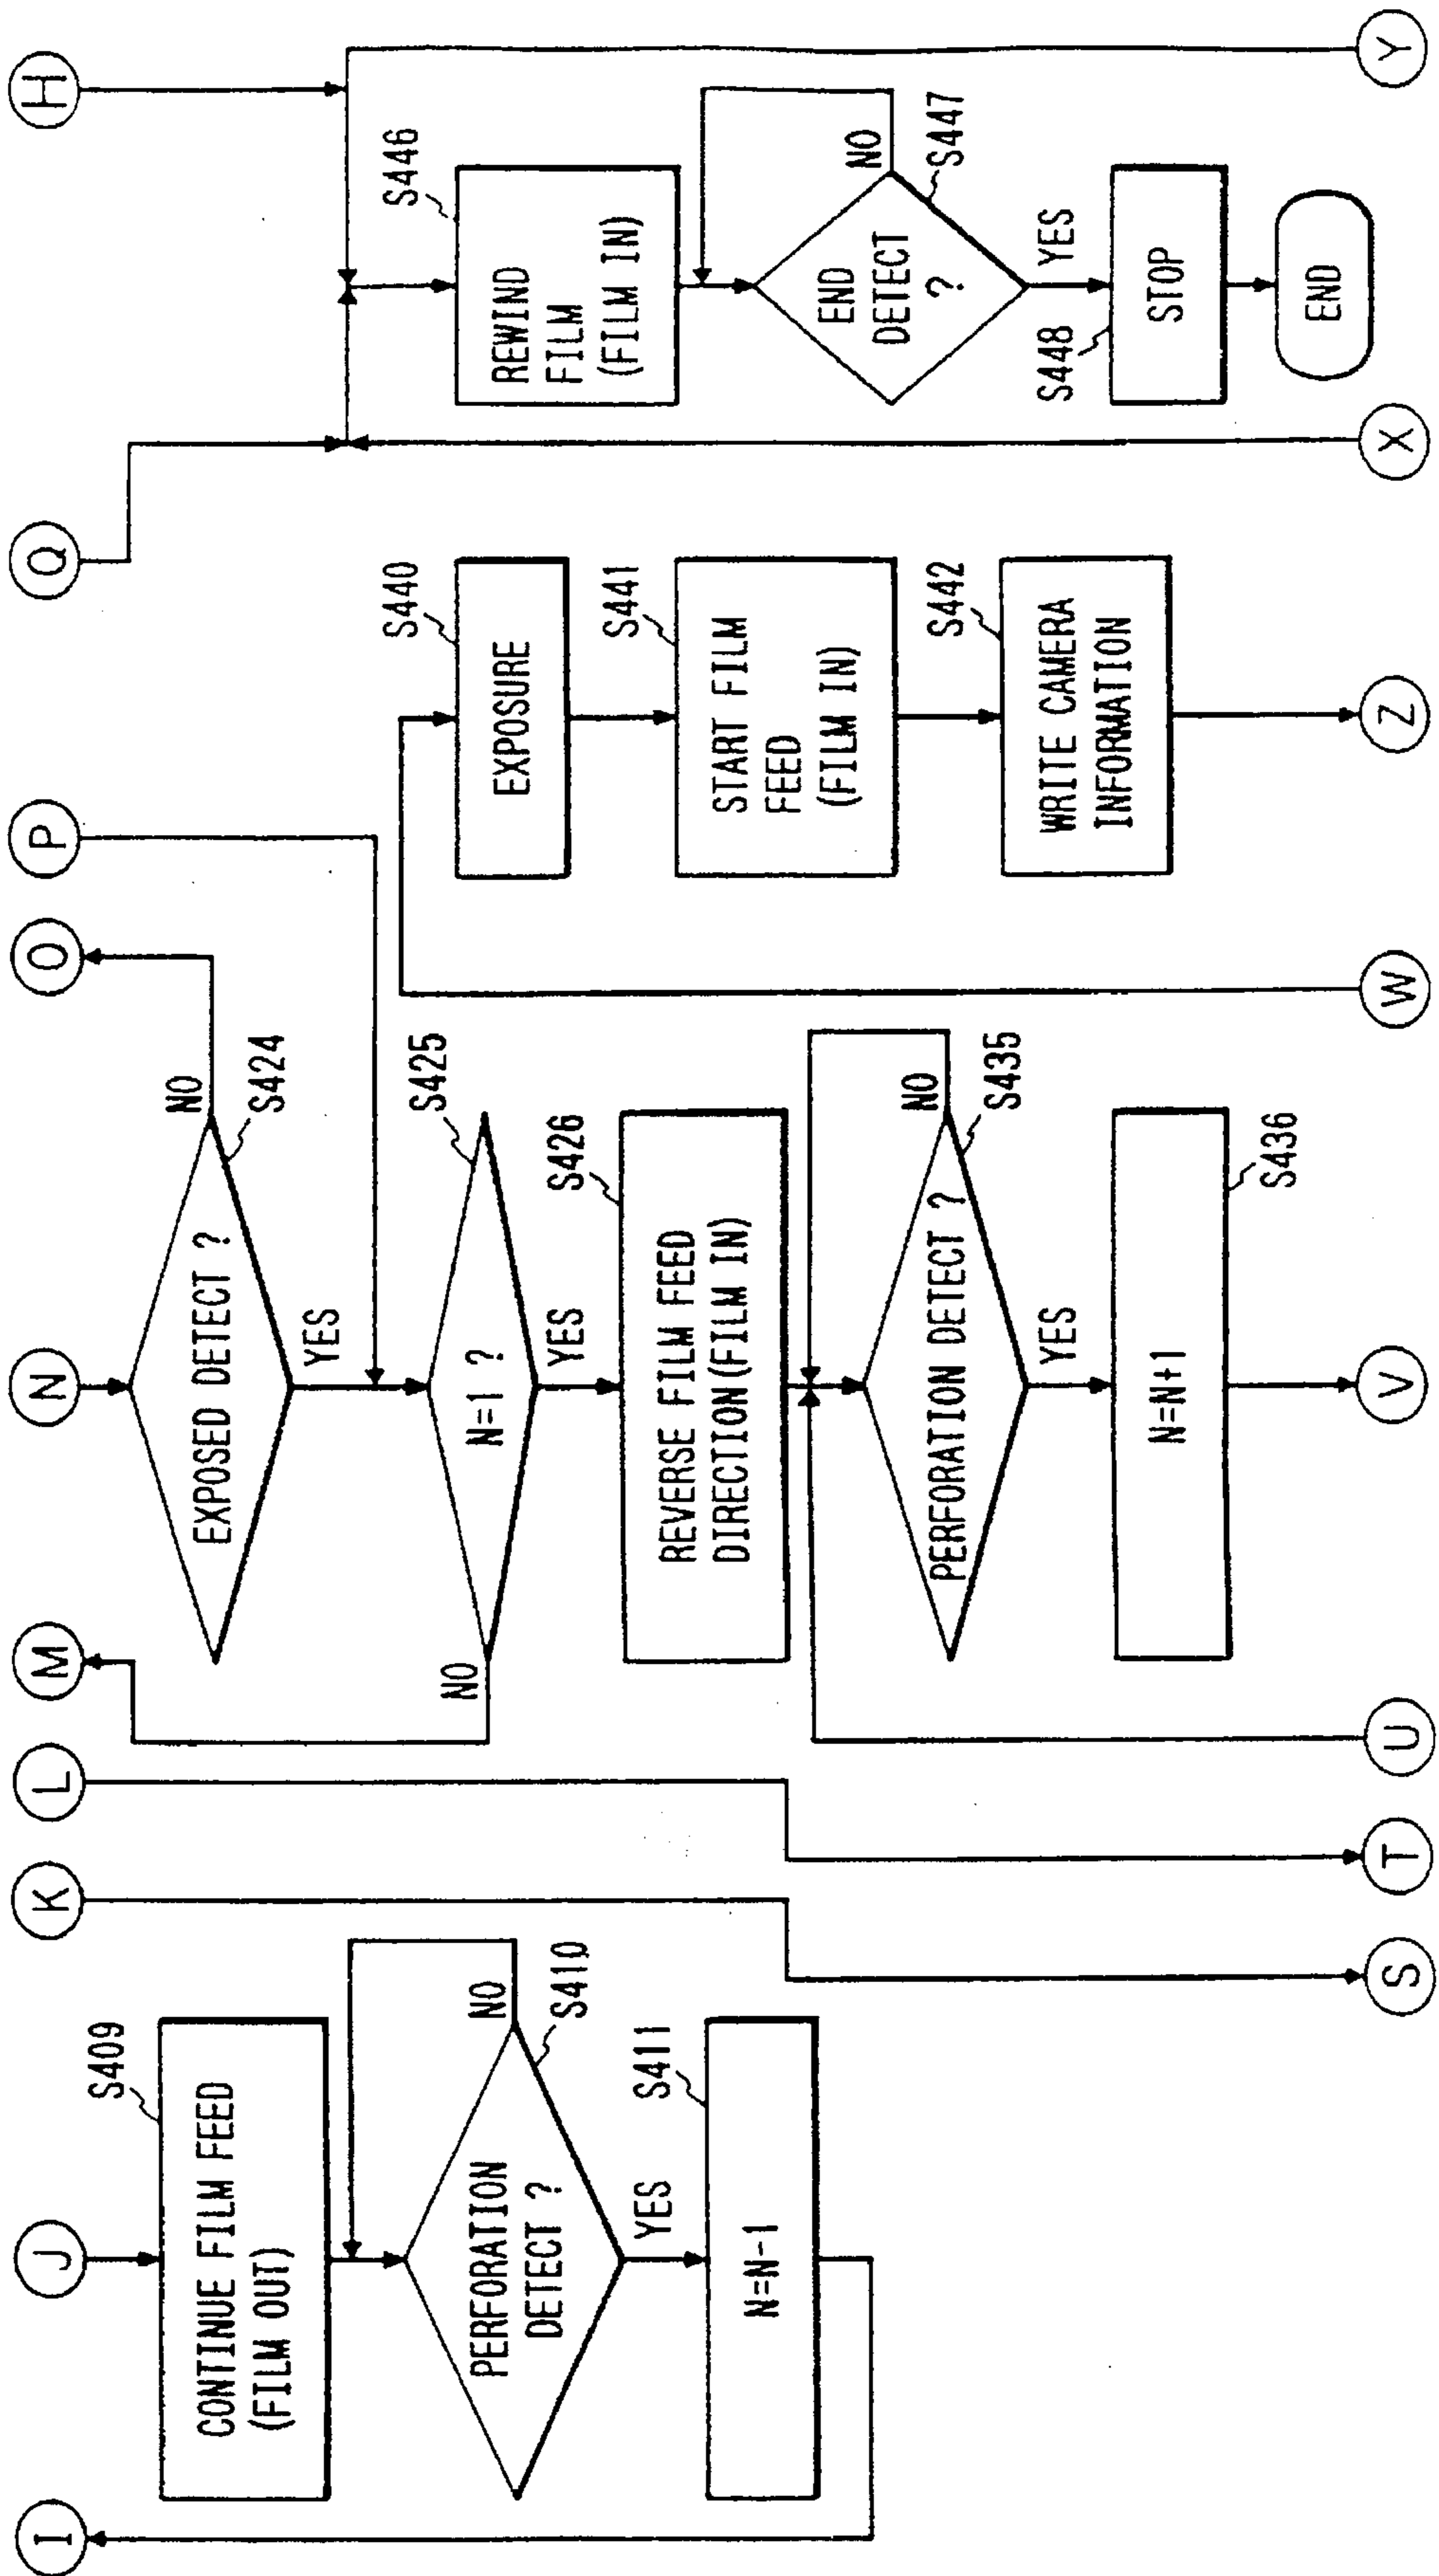 I
J
K
L
M
N
O
P
Q
H
S409
CONTINUE FILM FEED
(FILM OUT)
NO
S410
PERFORATION
DETECT ?
YES
S411
N=N-1
S
T
U
EXPOSED DETECT ?
NO
S424
YES
S425
N=1 ?
NO
YES
S426
REVERSE FILM FEED
DIRECTION(FILM IN)
NO
S435
PERFORATION DETECT ?
YES
N=N+1
S436
V
W
S440
EXPOSURE
S441
START FILM
FEED
(FILM IN)
S442
WRITE CAMERA
INFORMATION
Z
S446
REWIND
FILM
(FILM IN)
NO
S447
END
DETECT
?
YES
S448
STOP
END
X
Y